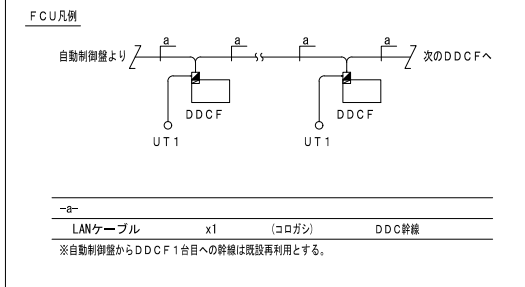 FCU凡例
a a a a
自動制御盤より 次のDDCFへ
DDCF DDCF
UT1 UT1
-a-
LANケーブル x1 (コロガシ) DDC幹線
※自動制御盤からDDCF1台目への幹線は既設再利用とする。